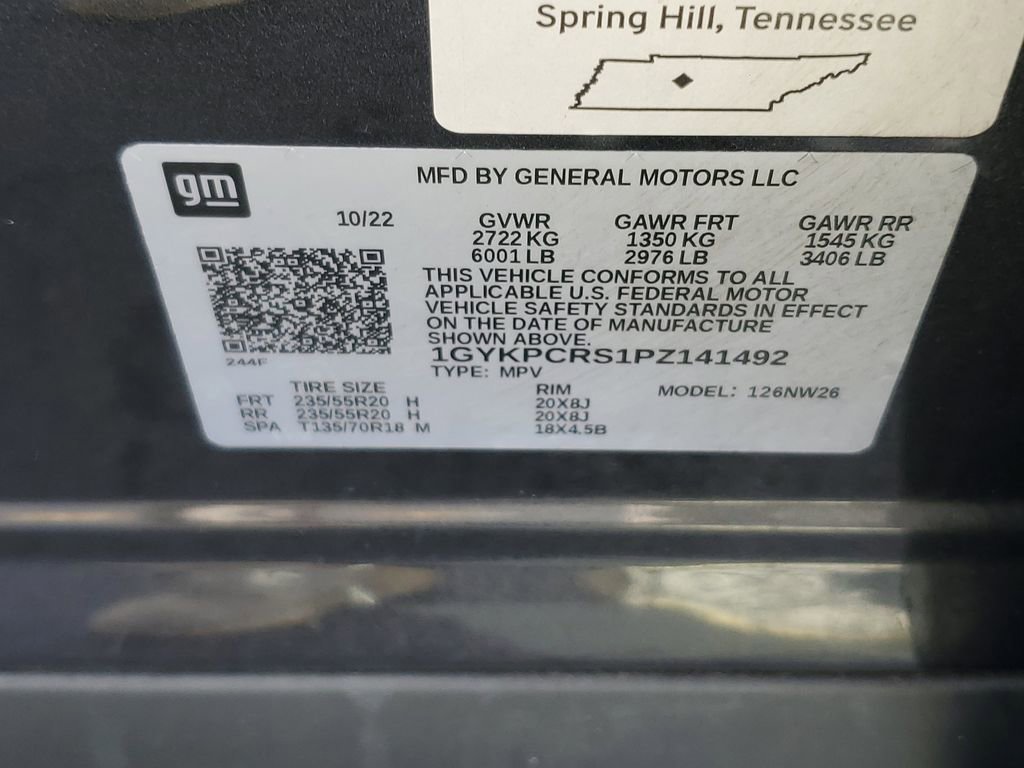 Spring Hill, Tennessee
gm
MFD BY GENERAL MOTORS LLC
10/22 GVWR GAWR FRT GAWR RR
2722 KG 1350 KG 1545 KG
6001 LB 2976 LB 3406 LB
THIS VEHICLE CONFORMS TO ALL
APPLICABLE U.S. FEDERAL MOTOR
VEHICLE SAFETY STANDARDS IN EFFECT
ON THE DATE OF MANUFACTURE
SHOWN ABOVE.
244F
1GYKPCRS1PZ141492
TYPE: MPV
TIRE SIZE RIM MODEL: 126NW26
FRT 235/55R20 H 20X8J
RR 235/55R20 H 20X8J
SPA T135/70R18 M 18X4.5B